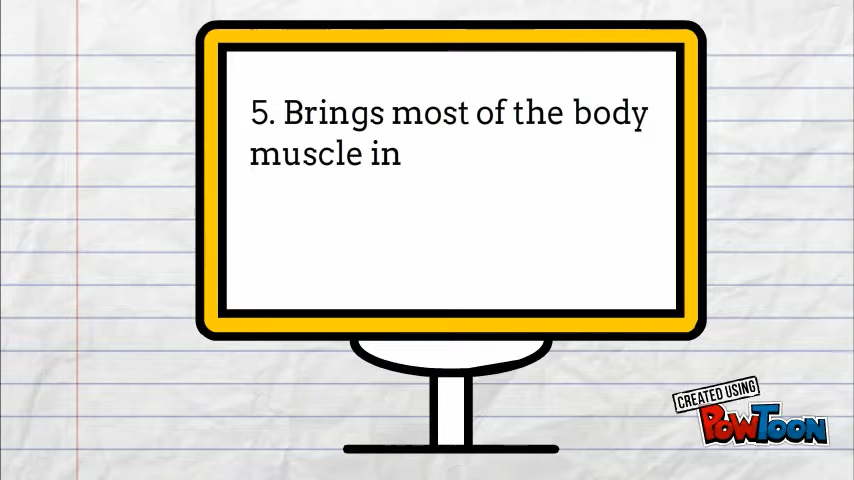 5. Brings most of the body
muscle in
CREATED USING
POWTOON